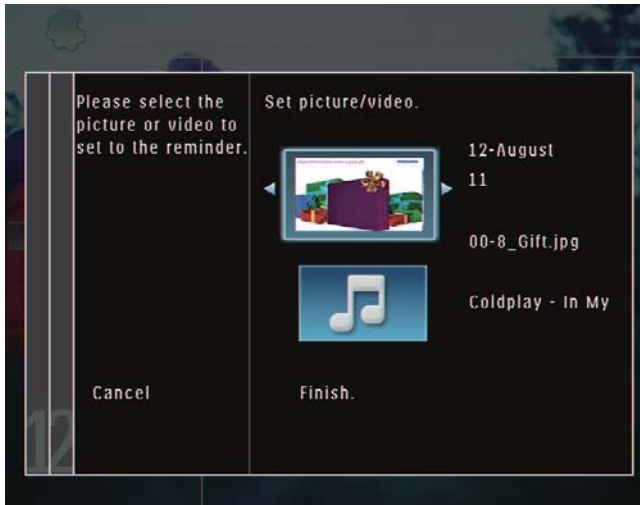 Please select the
picture or video to
set to the reminder.
Set picture/video.
12-August
11
00-8_Gift.jpg
Coldplay - In My
Cancel
Finish.
12